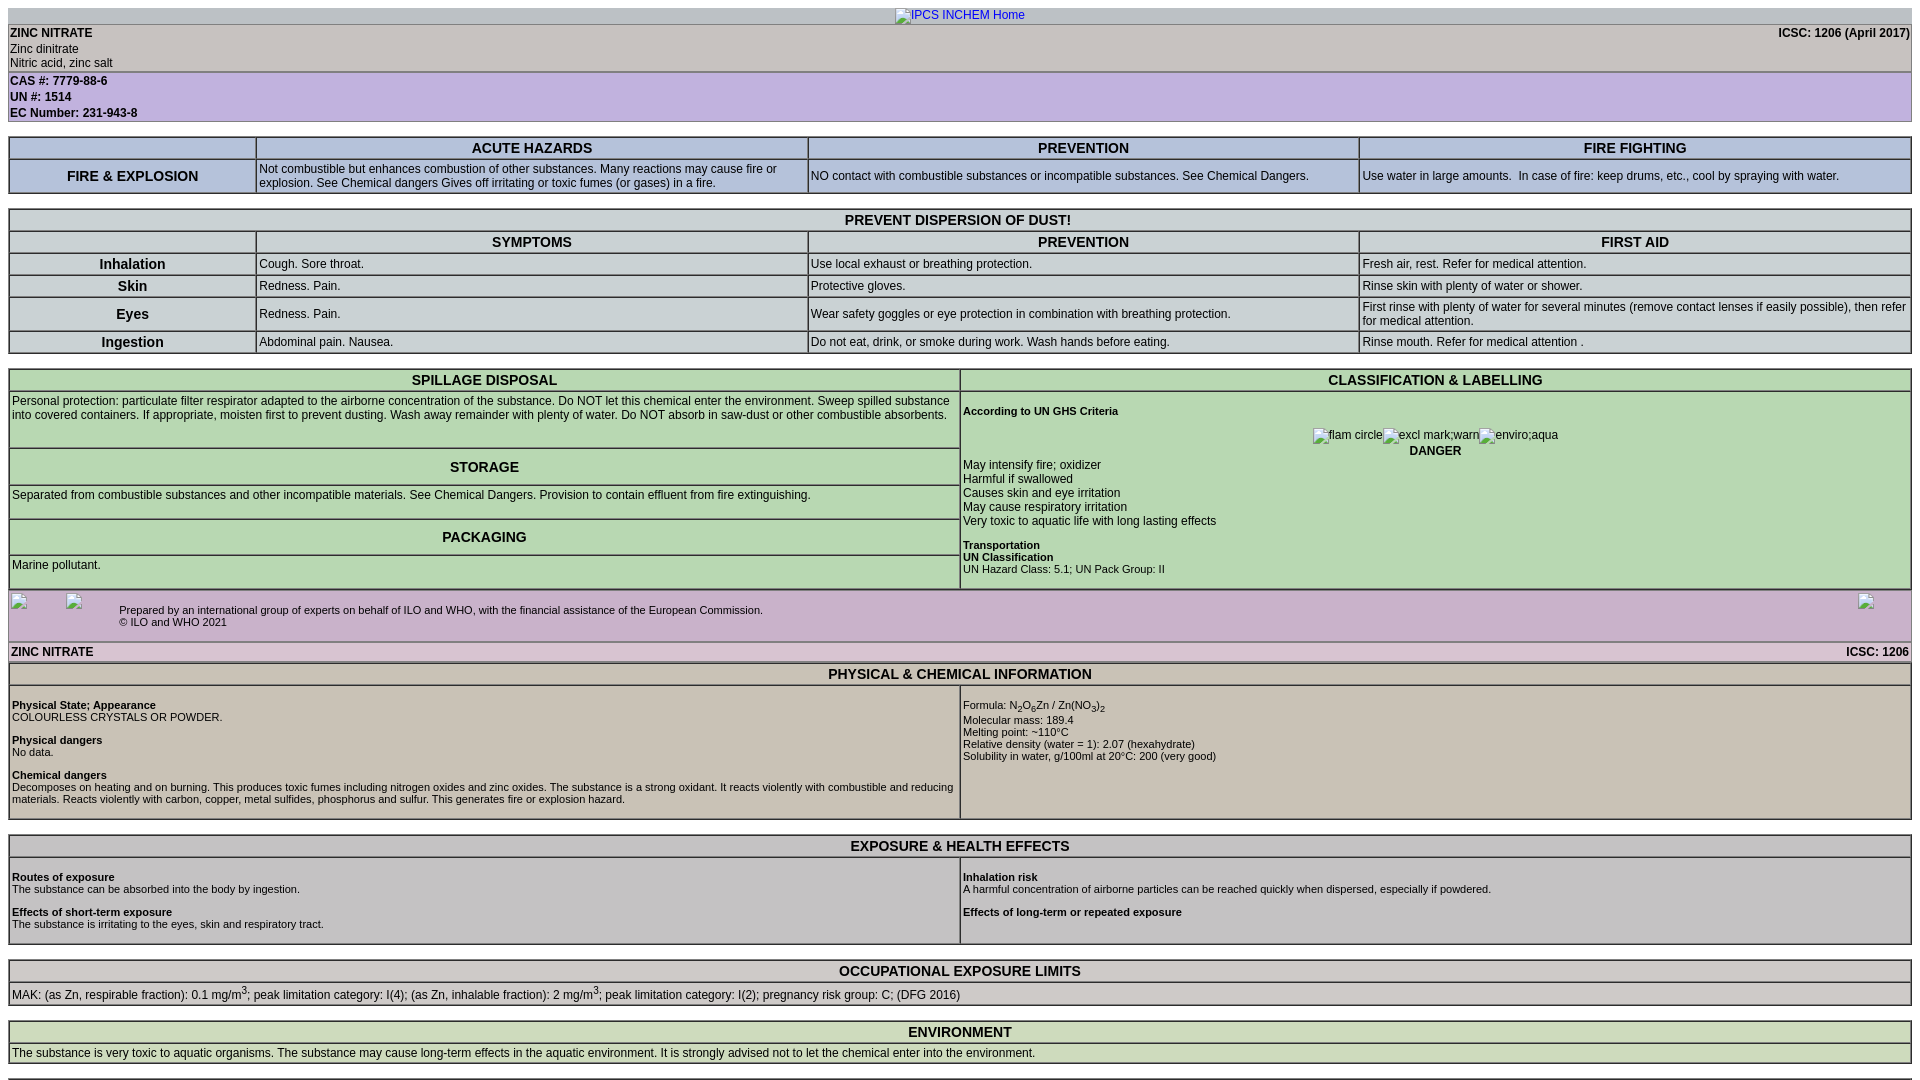 IPCS INCHEM Home
ZINC NITRATE ICSC: 1206 (April 2017)
Zinc dinitrate
Nitric acid, zinc salt
CAS #: 7779-88-6
UN #: 1514
EC Number: 231-943-8
ACUTE HAZARDS PREVENTION FIRE FIGHTING
FIRE & EXPLOSION
Not combustible but enhances combustion of other substances. Many reactions may cause fire or
explosion. See Chemical dangers Gives off irritating or toxic fumes (or gases) in a fire.
NO contact with combustible substances or incompatible substances. See Chemical Dangers.
Use water in large amounts.  In case of fire: keep drums, etc., cool by spraying with water.
PREVENT DISPERSION OF DUST!
SYMPTOMS PREVENTION FIRST AID
Inhalation Cough. Sore throat. Use local exhaust or breathing protection. Fresh air, rest. Refer for medical attention.
Skin Redness. Pain. Protective gloves. Rinse skin with plenty of water or shower.
Eyes Redness. Pain. Wear safety goggles or eye protection in combination with breathing protection.
First rinse with plenty of water for several minutes (remove contact lenses if easily possible), then refer
for medical attention.
Ingestion Abdominal pain. Nausea. Do not eat, drink, or smoke during work. Wash hands before eating. Rinse mouth. Refer for medical attention .
SPILLAGE DISPOSAL
Personal protection: particulate filter respirator adapted to the airborne concentration of the substance. Do NOT let this chemical enter the environment. Sweep spilled substance
into covered containers. If appropriate, moisten first to prevent dusting. Wash away remainder with plenty of water. Do NOT absorb in saw-dust or other combustible absorbents.
STORAGE
Separated from combustible substances and other incompatible materials. See Chemical Dangers. Provision to contain effluent from fire extinguishing.
PACKAGING
Marine pollutant.
CLASSIFICATION & LABELLING
According to UN GHS Criteria
flam circle excl mark;warn enviro;aqua
DANGER
May intensify fire; oxidizer
Harmful if swallowed
Causes skin and eye irritation
May cause respiratory irritation
Very toxic to aquatic life with long lasting effects
Transportation
UN Classification
UN Hazard Class: 5.1; UN Pack Group: II
Prepared by an international group of experts on behalf of ILO and WHO, with the financial assistance of the European Commission.
© ILO and WHO 2021
ZINC NITRATE ICSC: 1206
PHYSICAL & CHEMICAL INFORMATION
Physical State; Appearance
COLOURLESS CRYSTALS OR POWDER.
Physical dangers
No data.
Chemical dangers
Decomposes on heating and on burning. This produces toxic fumes including nitrogen oxides and zinc oxides. The substance is a strong oxidant. It reacts violently with combustible and reducing
materials. Reacts violently with carbon, copper, metal sulfides, phosphorus and sulfur. This generates fire or explosion hazard.
Formula: N2O6Zn / Zn(NO3)2
Molecular mass: 189.4
Melting point: ~110°C
Relative density (water = 1): 2.07 (hexahydrate)
Solubility in water, g/100ml at 20°C: 200 (very good)
EXPOSURE & HEALTH EFFECTS
Routes of exposure
The substance can be absorbed into the body by ingestion.
Effects of short-term exposure
The substance is irritating to the eyes, skin and respiratory tract.
Inhalation risk
A harmful concentration of airborne particles can be reached quickly when dispersed, especially if powdered.
Effects of long-term or repeated exposure
OCCUPATIONAL EXPOSURE LIMITS
MAK: (as Zn, respirable fraction): 0.1 mg/m3; peak limitation category: I(4); (as Zn, inhalable fraction): 2 mg/m3; peak limitation category: I(2); pregnancy risk group: C; (DFG 2016)
ENVIRONMENT
The substance is very toxic to aquatic organisms. The substance may cause long-term effects in the aquatic environment. It is strongly advised not to let the chemical enter into the environment.